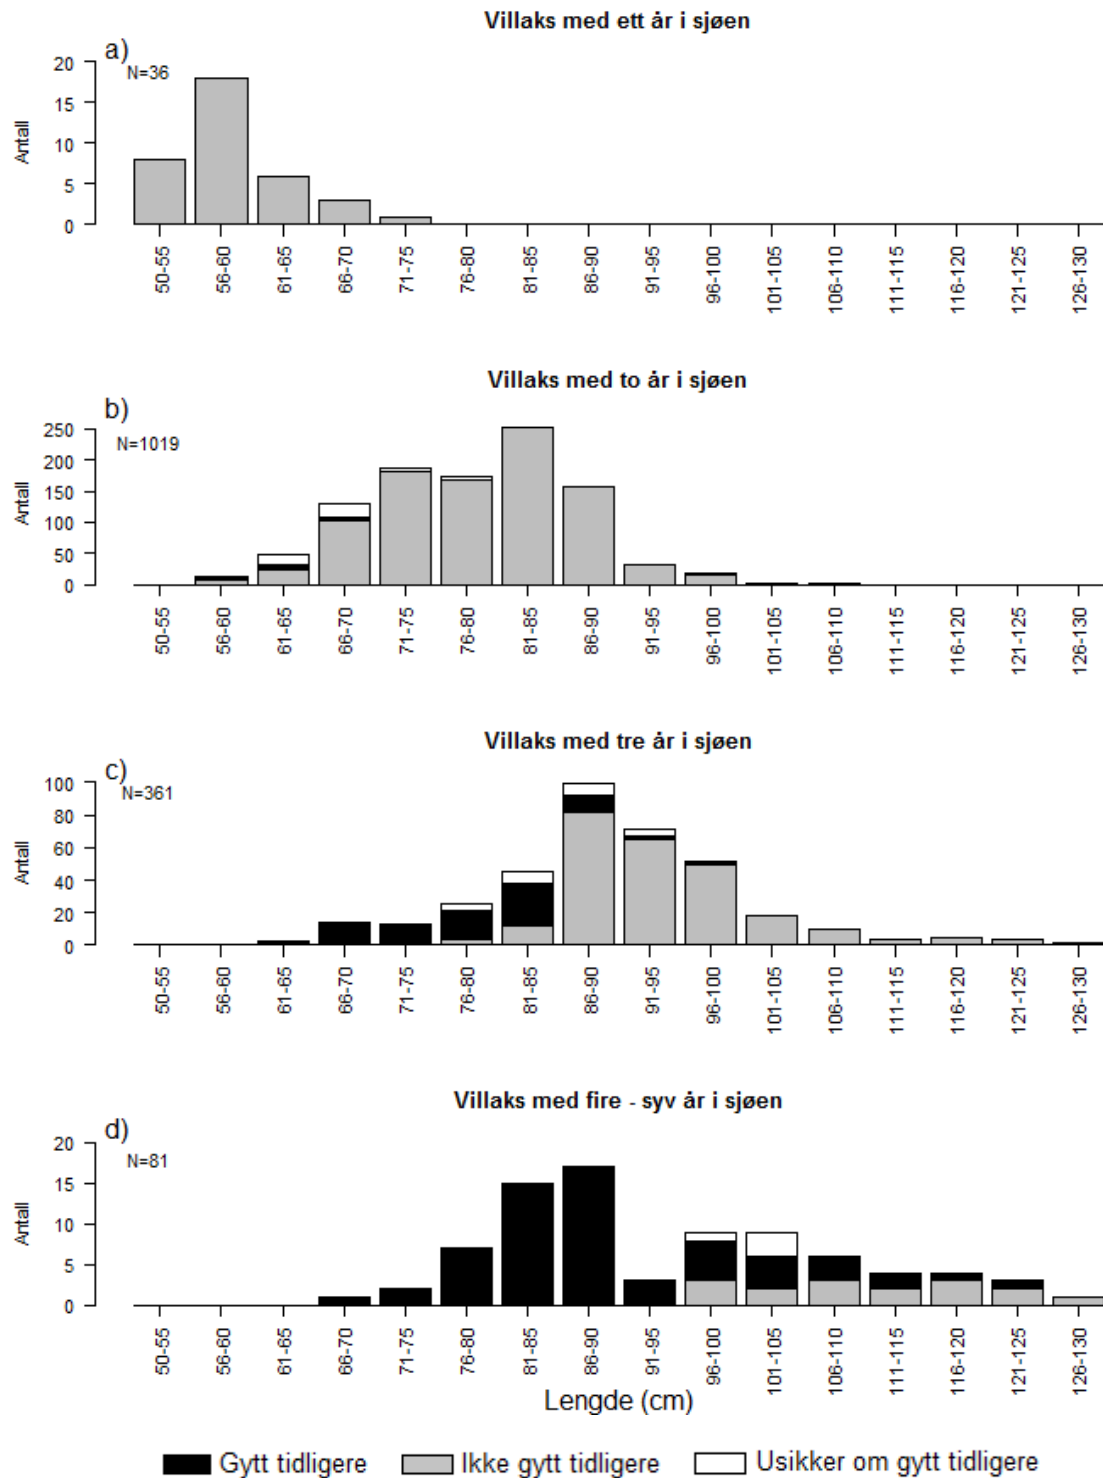 Villaks med ett år i sjøen
a)
N=36
Antall
20
15
10
5
0
50-55 56-60 61-65 66-70 71-75 76-80 81-85 86-90 91-95 96-100 101-105 106-110 111-115 116-120 121-125 126-130
Villaks med to år i sjøen
b)
N=1019
Antall
250
200
150
100
50
0
50-55 56-60 61-65 66-70 71-75 76-80 81-85 86-90 91-95 96-100 101-105 106-110 111-115 116-120 121-125 126-130
Villaks med tre år i sjøen
c)
N=361
Antall
100
80
60
40
20
0
50-55 56-60 61-65 66-70 71-75 76-80 81-85 86-90 91-95 96-100 101-105 106-110 111-115 116-120 121-125 126-130
Villaks med fire - syv år i sjøen
d)
N=81
Antall
20
15
10
5
0
50-55 56-60 61-65 66-70 71-75 76-80 81-85 86-90 91-95 96-100 101-105 106-110 111-115 116-120 121-125 126-130
Lengde (cm)
Gytt tidligere Ikke gytt tidligere Usikker om gytt tidligere